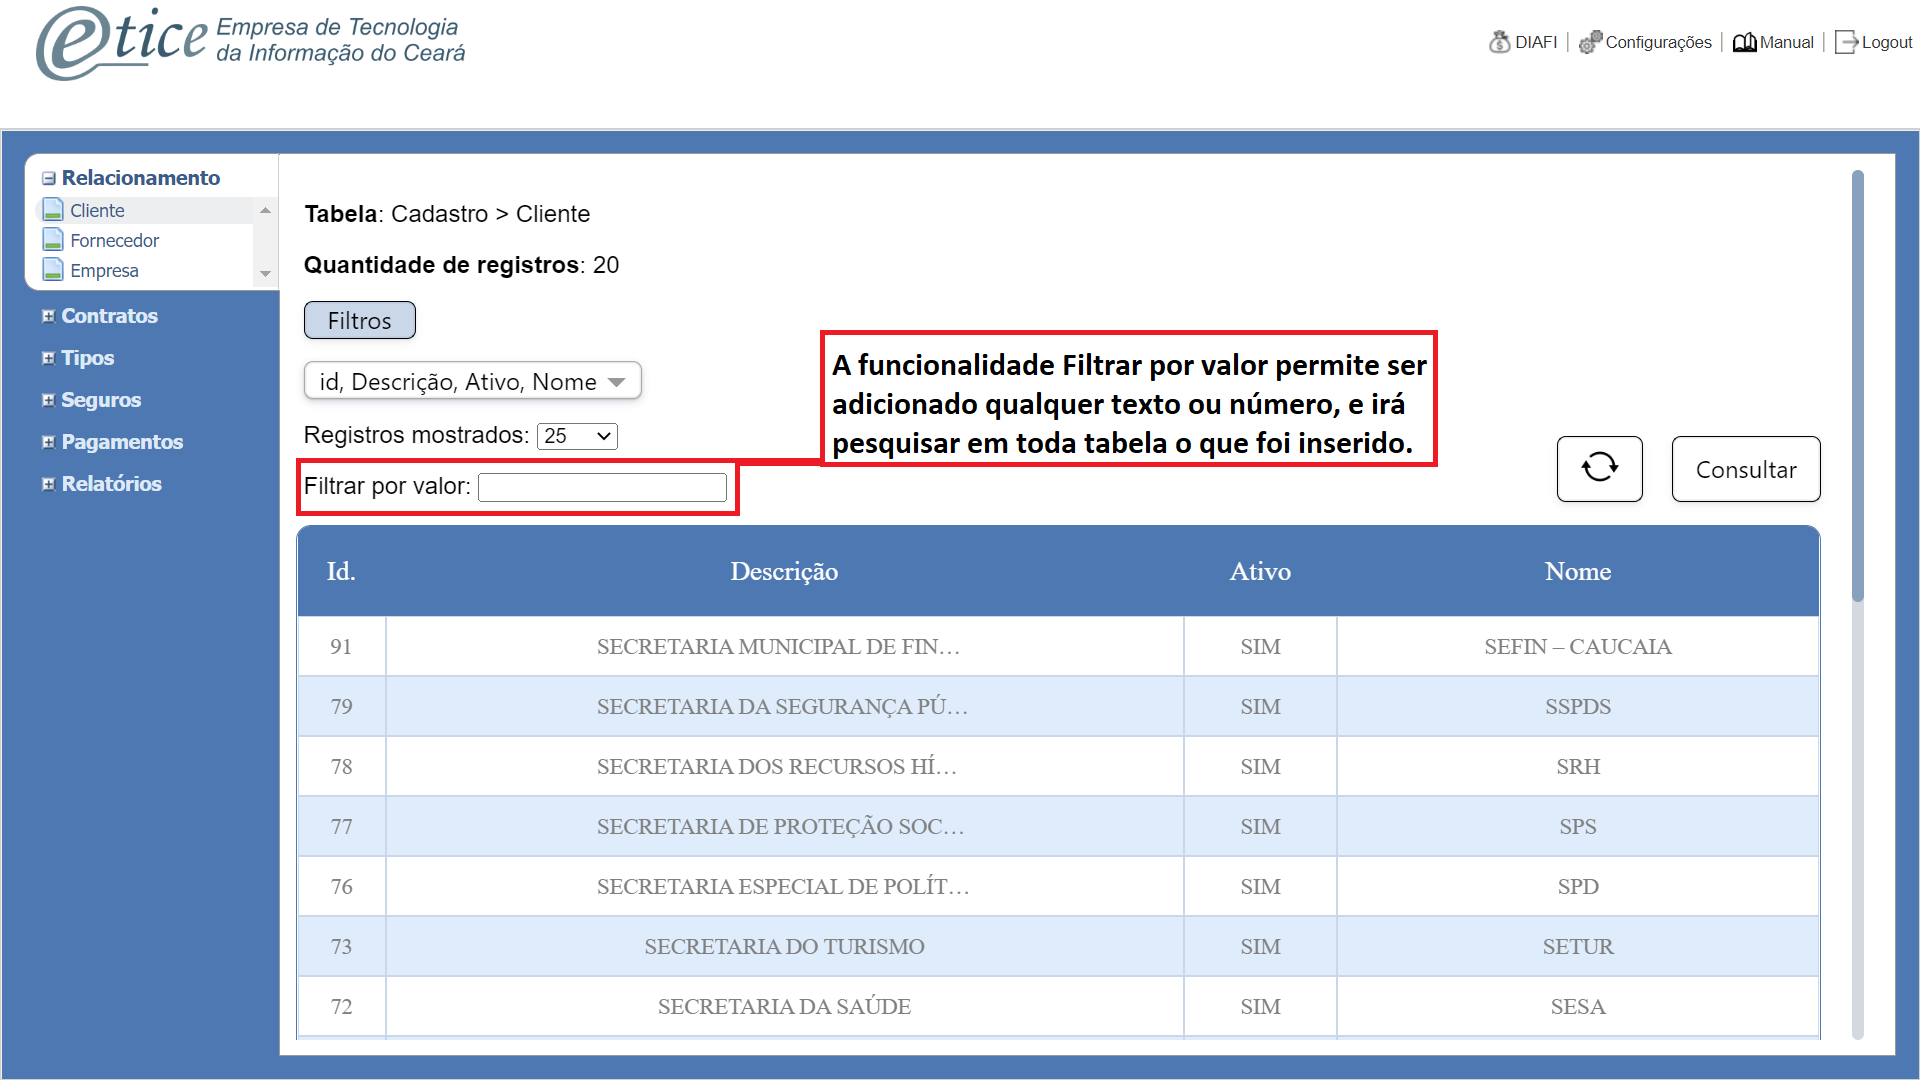 etice Empresa de Tecnologia
da Informação do Ceará
DIAFI | Configurações | Manual | Logout
Relacionamento
Cliente
Fornecedor
Empresa
Contratos
Tipos
Seguros
Pagamentos
Relatórios
Tabela: Cadastro > Cliente
Quantidade de registros: 20
Filtros
id, Descrição, Ativo, Nome
Registros mostrados: 25
Filtrar por valor:
A funcionalidade Filtrar por valor permite ser
adicionado qualquer texto ou número, e irá
pesquisar em toda tabela o que foi inserido.
Consultar
Id. Descrição Ativo Nome
91 SECRETARIA MUNICIPAL DE FIN… SIM SEFIN – CAUCAIA
79 SECRETARIA DA SEGURANÇA PÚ… SIM SSPDS
78 SECRETARIA DOS RECURSOS HÍ… SIM SRH
77 SECRETARIA DE PROTEÇÃO SOC… SIM SPS
76 SECRETARIA ESPECIAL DE POLÍT… SIM SPD
73 SECRETARIA DO TURISMO SIM SETUR
72 SECRETARIA DA SAÚDE SIM SESA